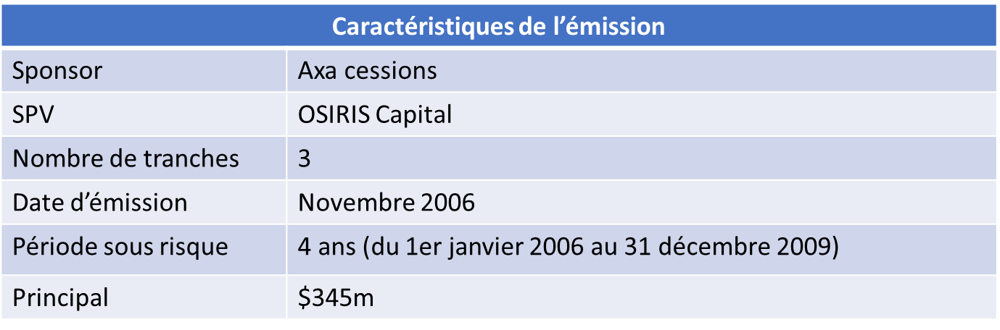 Caractéristiques de l’émission
Sponsor Axa cessions
SPV OSIRIS Capital
Nombre de tranches 3
Date d’émission Novembre 2006
Période sous risque 4 ans (du 1er janvier 2006 au 31 décembre 2009)
Principal $345m